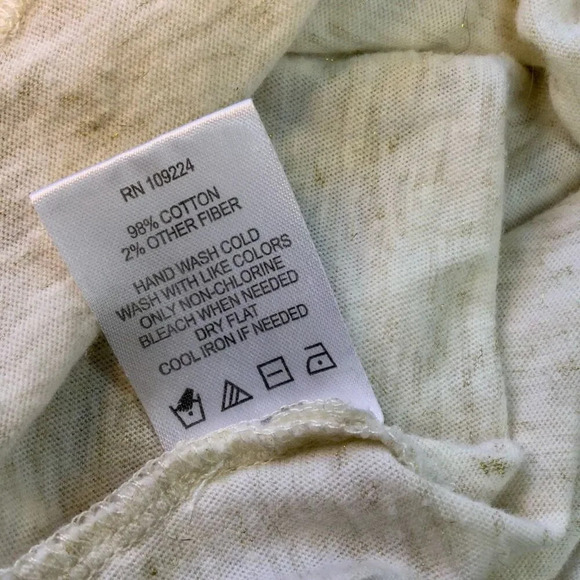 RN 109224
98% COTTON
2% OTHER FIBER
HAND WASH COLD
WASH WITH LIKE COLORS
ONLY NON-CHLORINE
BLEACH WHEN NEEDED
DRY FLAT
COOL IRON IF NEEDED